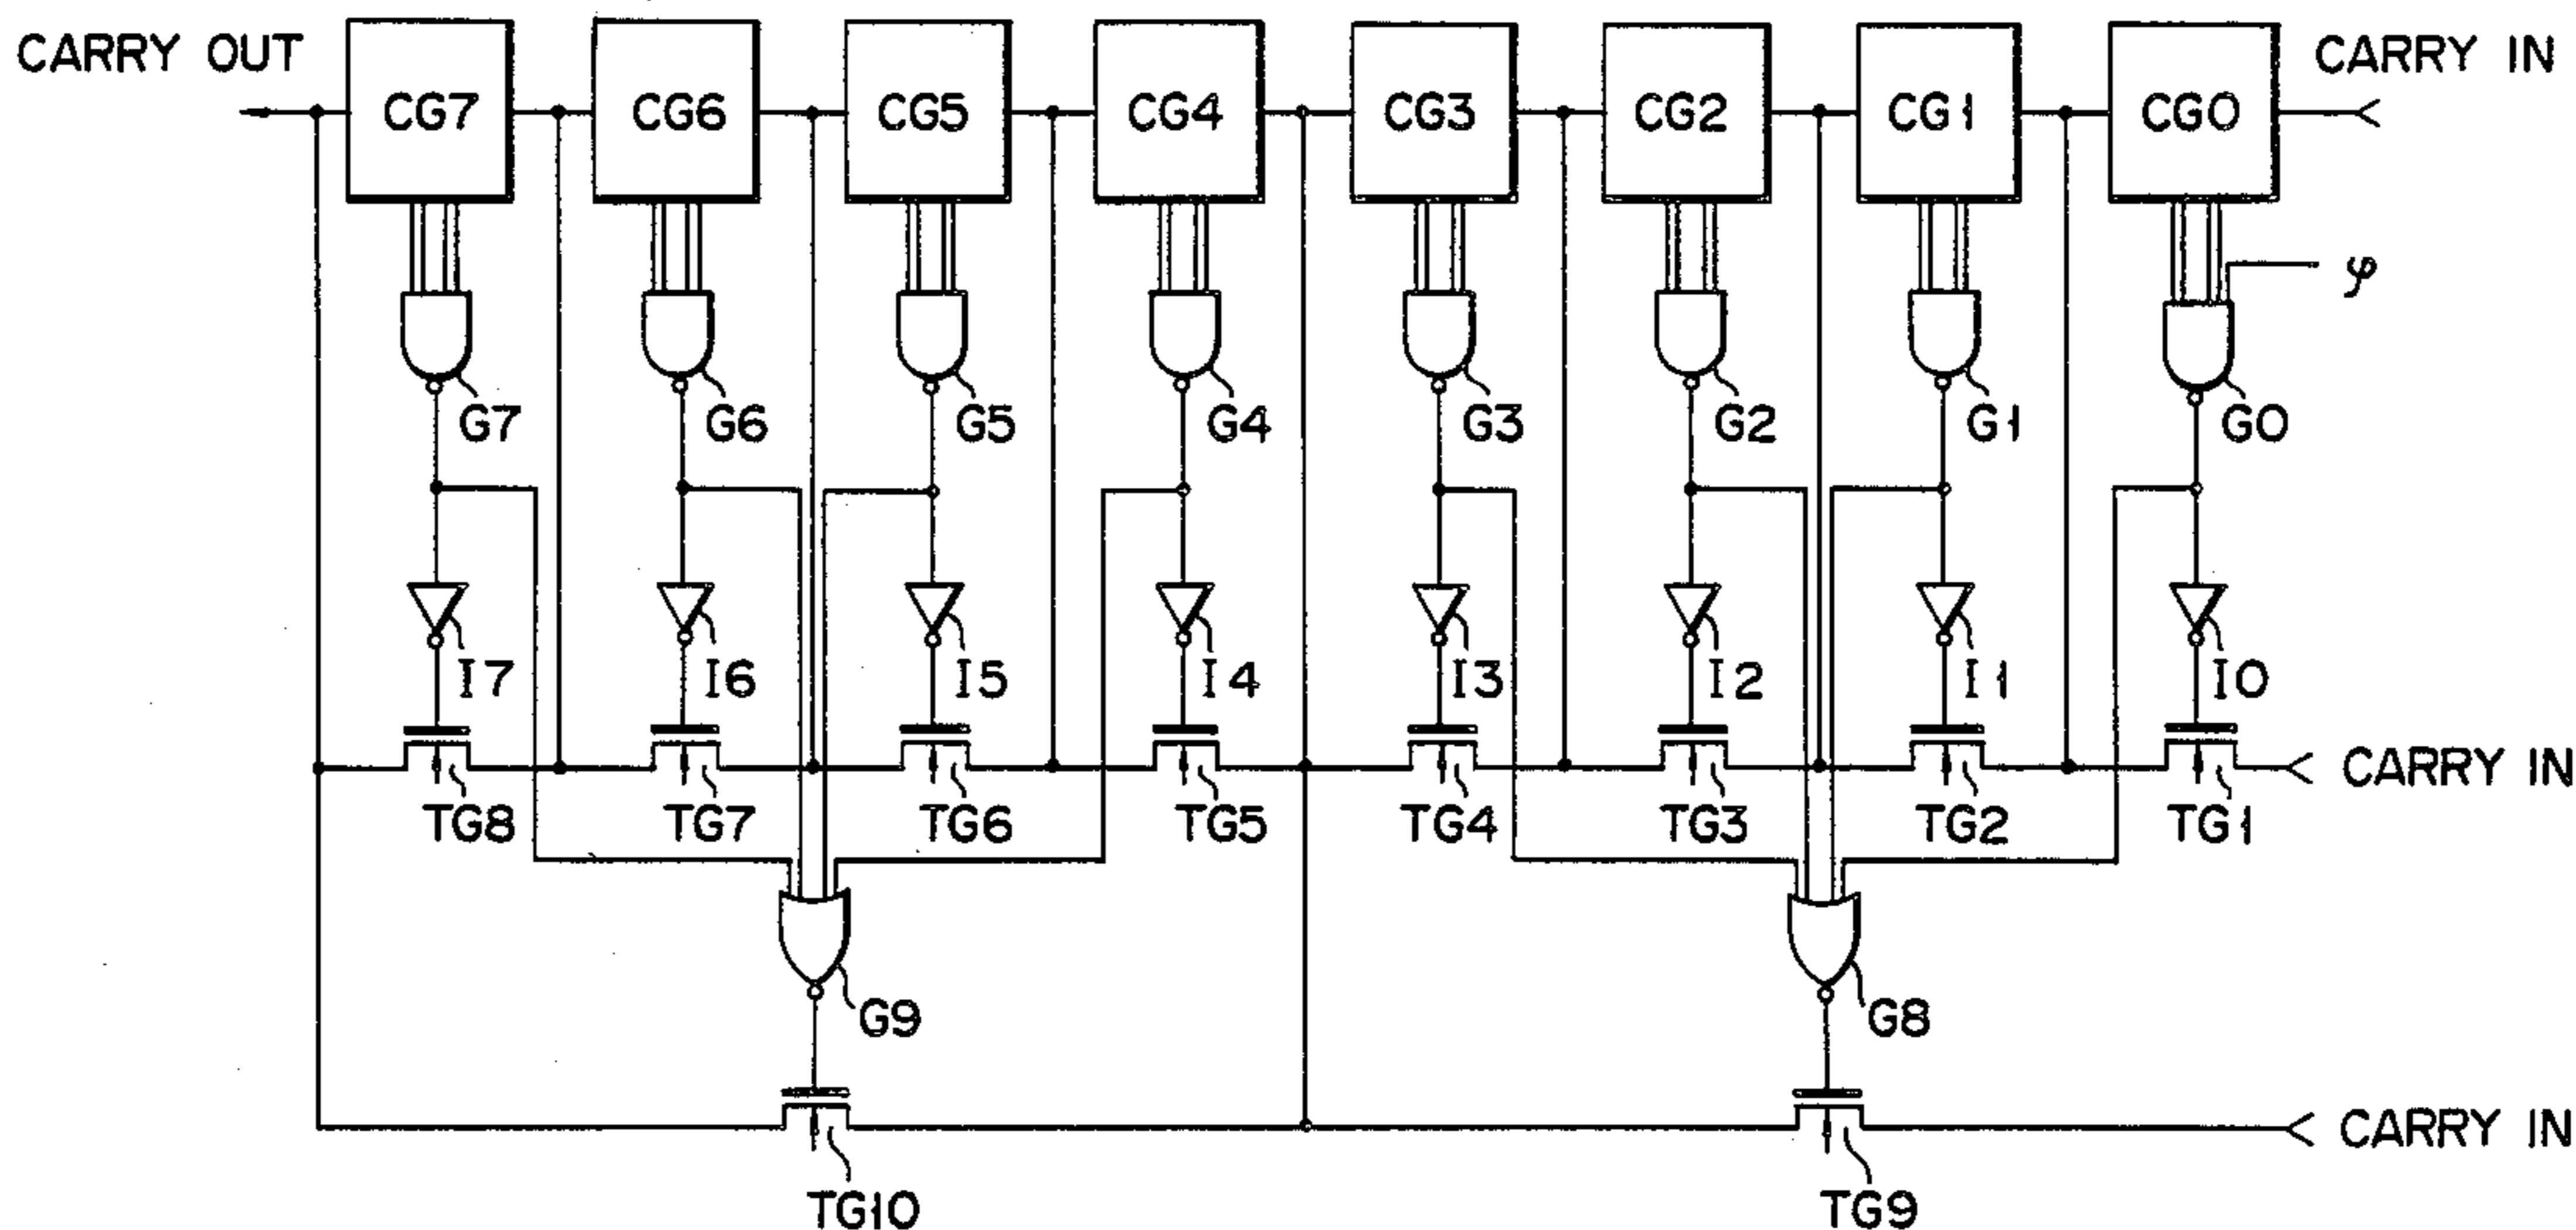 CARRY OUT CG7 CG6 CG5 CG4 CG3 CG2 CG1 CG0 CARRY IN
φ
G7 G6 G5 G4 G3 G2 G1 G0
I7 I6 I5 I4 I3 I2 I1 I0
CARRY IN
TG8 TG7 TG6 TG5 TG4 TG3 TG2 TG1
G9 G8
CARRY IN
TG10 TG9